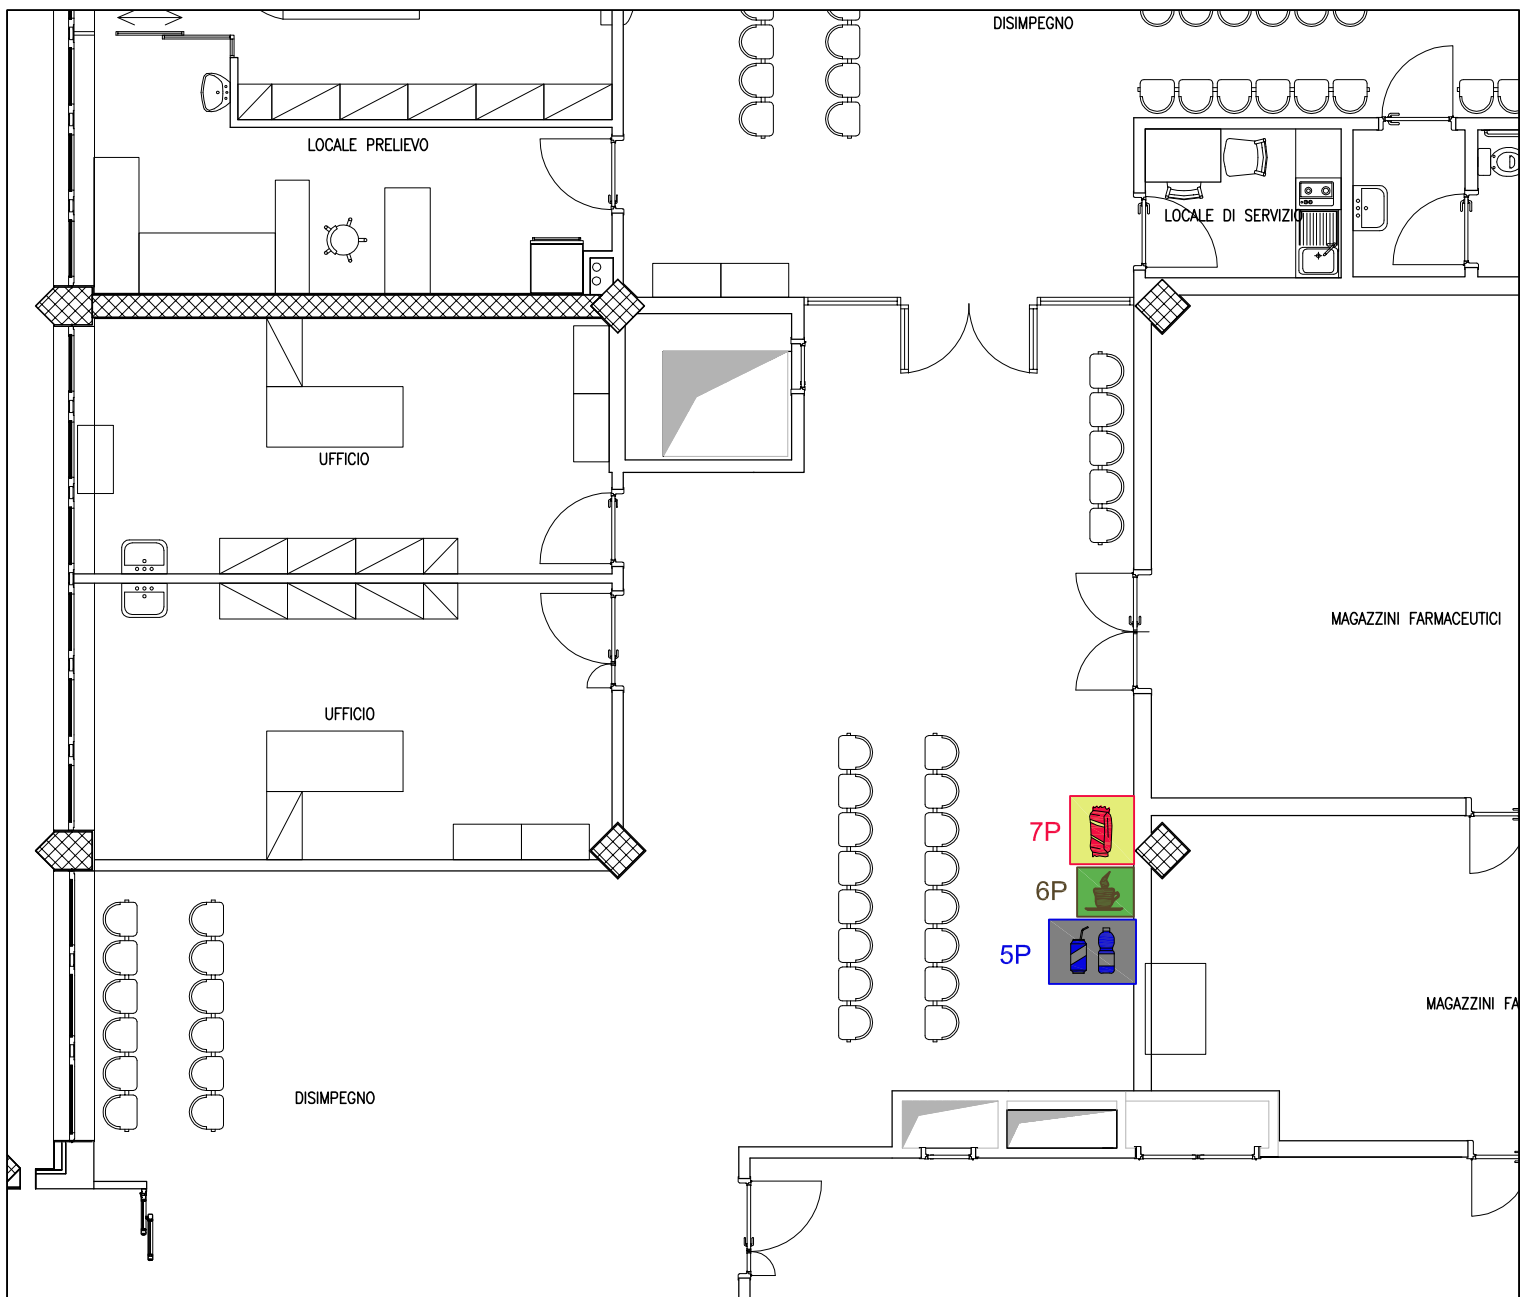 DISIMPEGNO
LOCALE PRELIEVO
LOCALE DI SERVIZIO
UFFICIO
MAGAZZINI FARMACEUTICI
UFFICIO
7P
6P
5P
MAGAZZINI FA
DISIMPEGNO